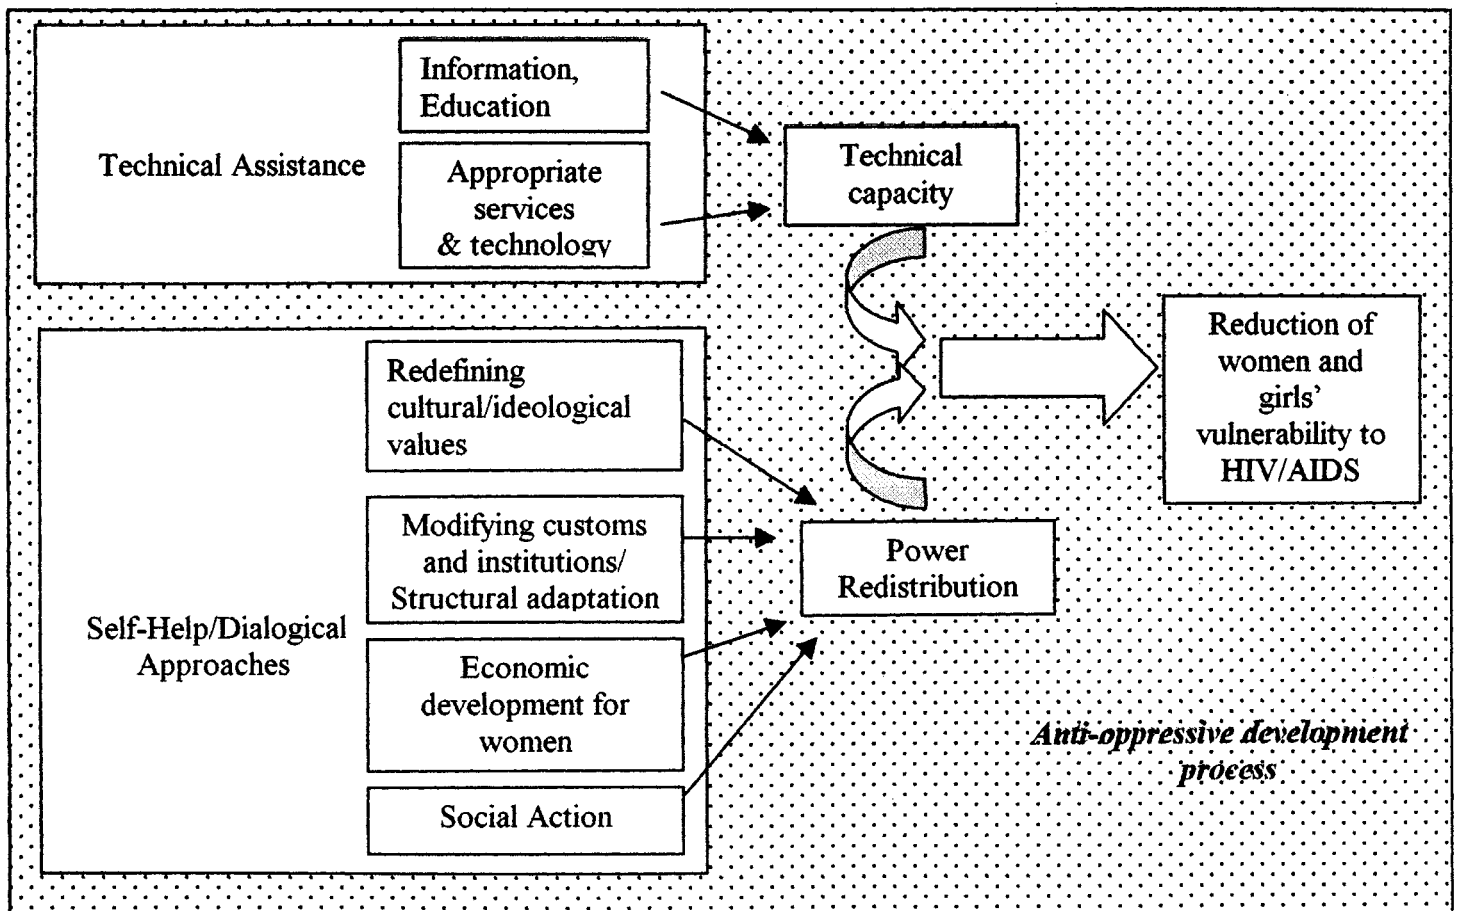 Technical Assistance
Information,
Education
Appropriate
services
& technology
Technical
capacity
Self-Help/Dialogical
Approaches
Redefining
cultural/ideological
values
Modifying customs
and institutions/
Structural adaptation
Economic
development for
women
Social Action
Power
Redistribution
Reduction of
women and
girls'
vulnerability to
HIV/AIDS
Anti-oppressive development
process